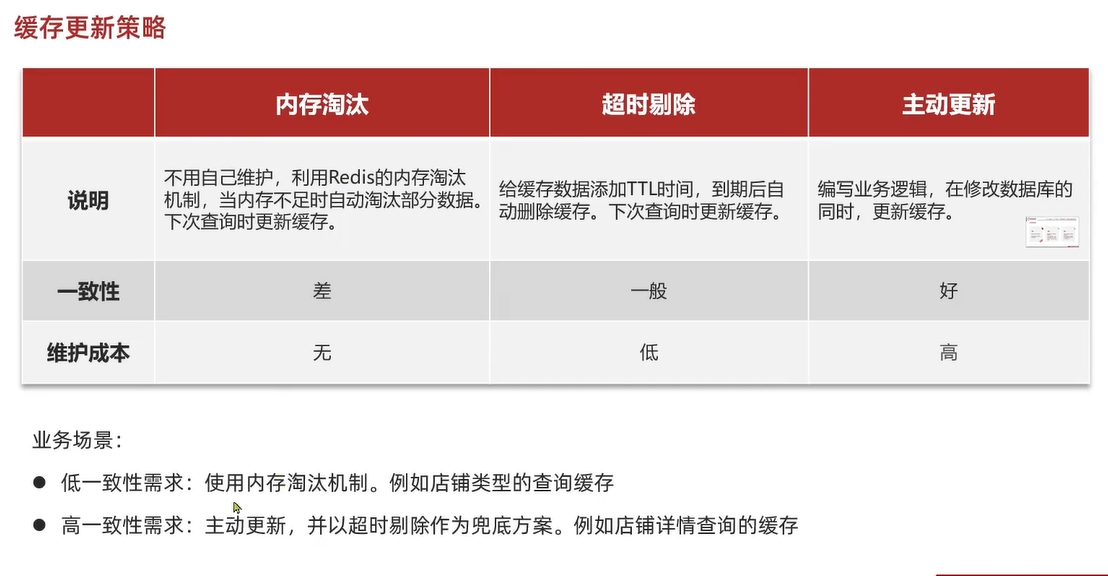 缓存更新策略
内存淘汰 超时剔除 主动更新
说明
不用自己维护，利用Redis的内存淘汰
机制，当内存不足时自动淘汰部分数据。
下次查询时更新缓存。
给缓存数据添加TTL时间，到期后自
动删除缓存。下次查询时更新缓存。
编写业务逻辑，在修改数据库的
同时，更新缓存。
一致性 差 一般 好
维护成本 无 低 高
业务场景：
● 低一致性需求：使用内存淘汰机制。例如店铺类型的查询缓存
● 高一致性需求：主动更新，并以超时剔除作为兜底方案。例如店铺详情查询的缓存